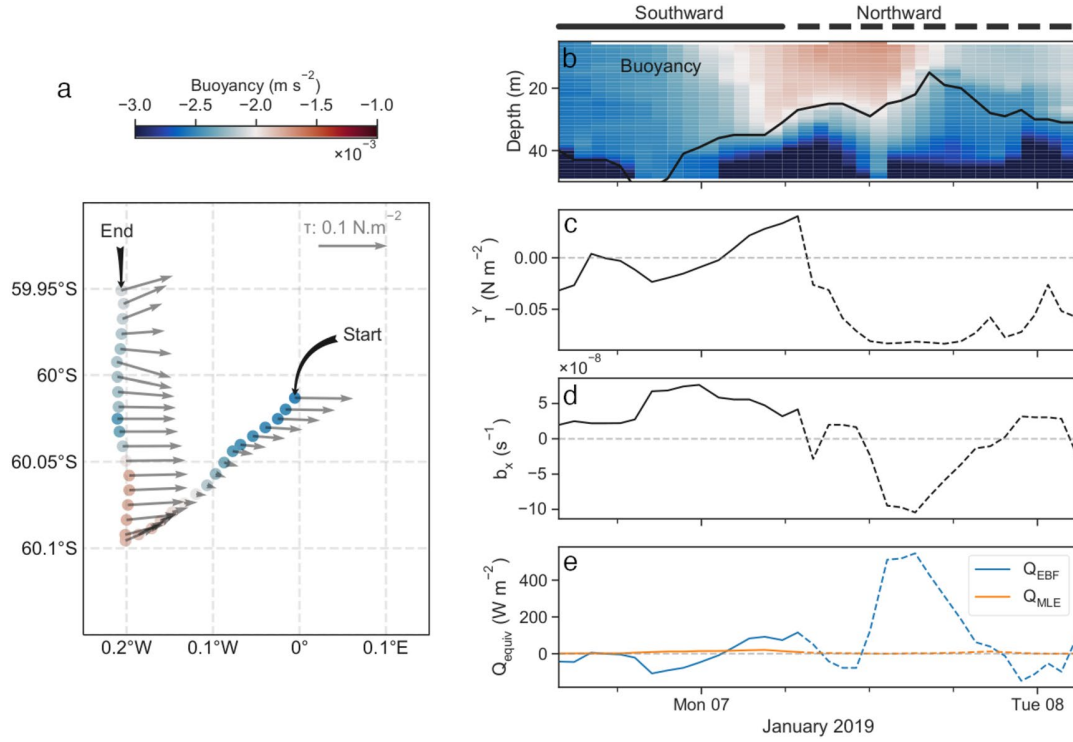 Southward Northward
a
Buoyancy (m s⁻²)
−3.0 −2.5 −2.0 −1.5 −1.0
×10⁻³
b
Buoyancy
Depth (m)
20
40
End
τ: 0.1 N.m⁻²
Start
59.95°S
60°S
60.05°S
60.1°S
0.2°W 0.1°W 0° 0.1°E
c
τʸ (N m⁻²)
0.00
−0.05
×10⁻⁸
d
bₓ (s⁻¹)
5
0
−10
e
Q_EBF
Q_MLE
Q_equiv (W m⁻²)
400
200
0
Mon 07 Tue 08
January 2019